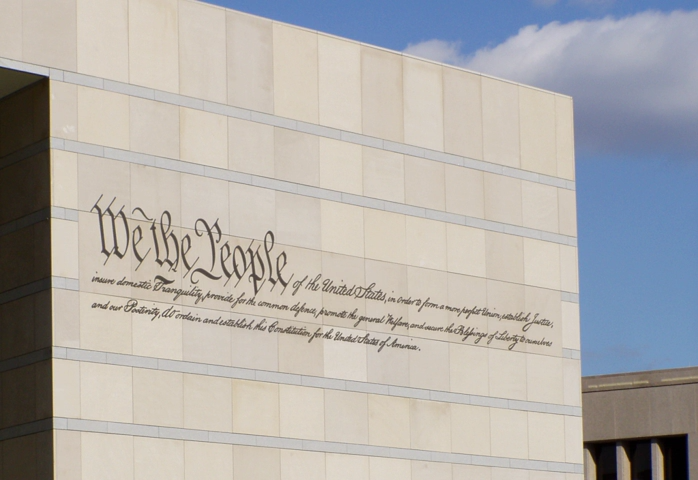 We the People of the United States, in order to form a more perfect Union, establish Justice,
insure domestic Tranquility, provide for the common defence, promote the general Welfare, and secure the Blessings of Liberty to ourselves
and our Posterity, do ordain and establish this Constitution for the United States of America.